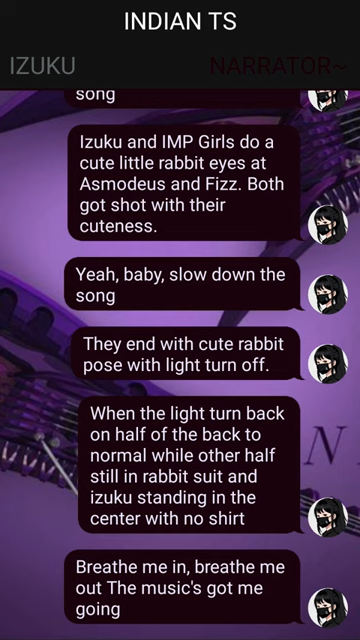 INDIAN TS
IZUKU NARRATOR~
song
Izuku and IMP Girls do a
cute little rabbit eyes at
Asmodeus and Fizz. Both
got shot with their
cuteness.
Yeah, baby, slow down the
song
They end with cute rabbit
pose with light turn off.
When the light turn back
on half of the back to
normal while other half
still in rabbit suit and
izuku standing in the
center with no shirt
N
Breathe me in, breathe me
out The music's got me
going